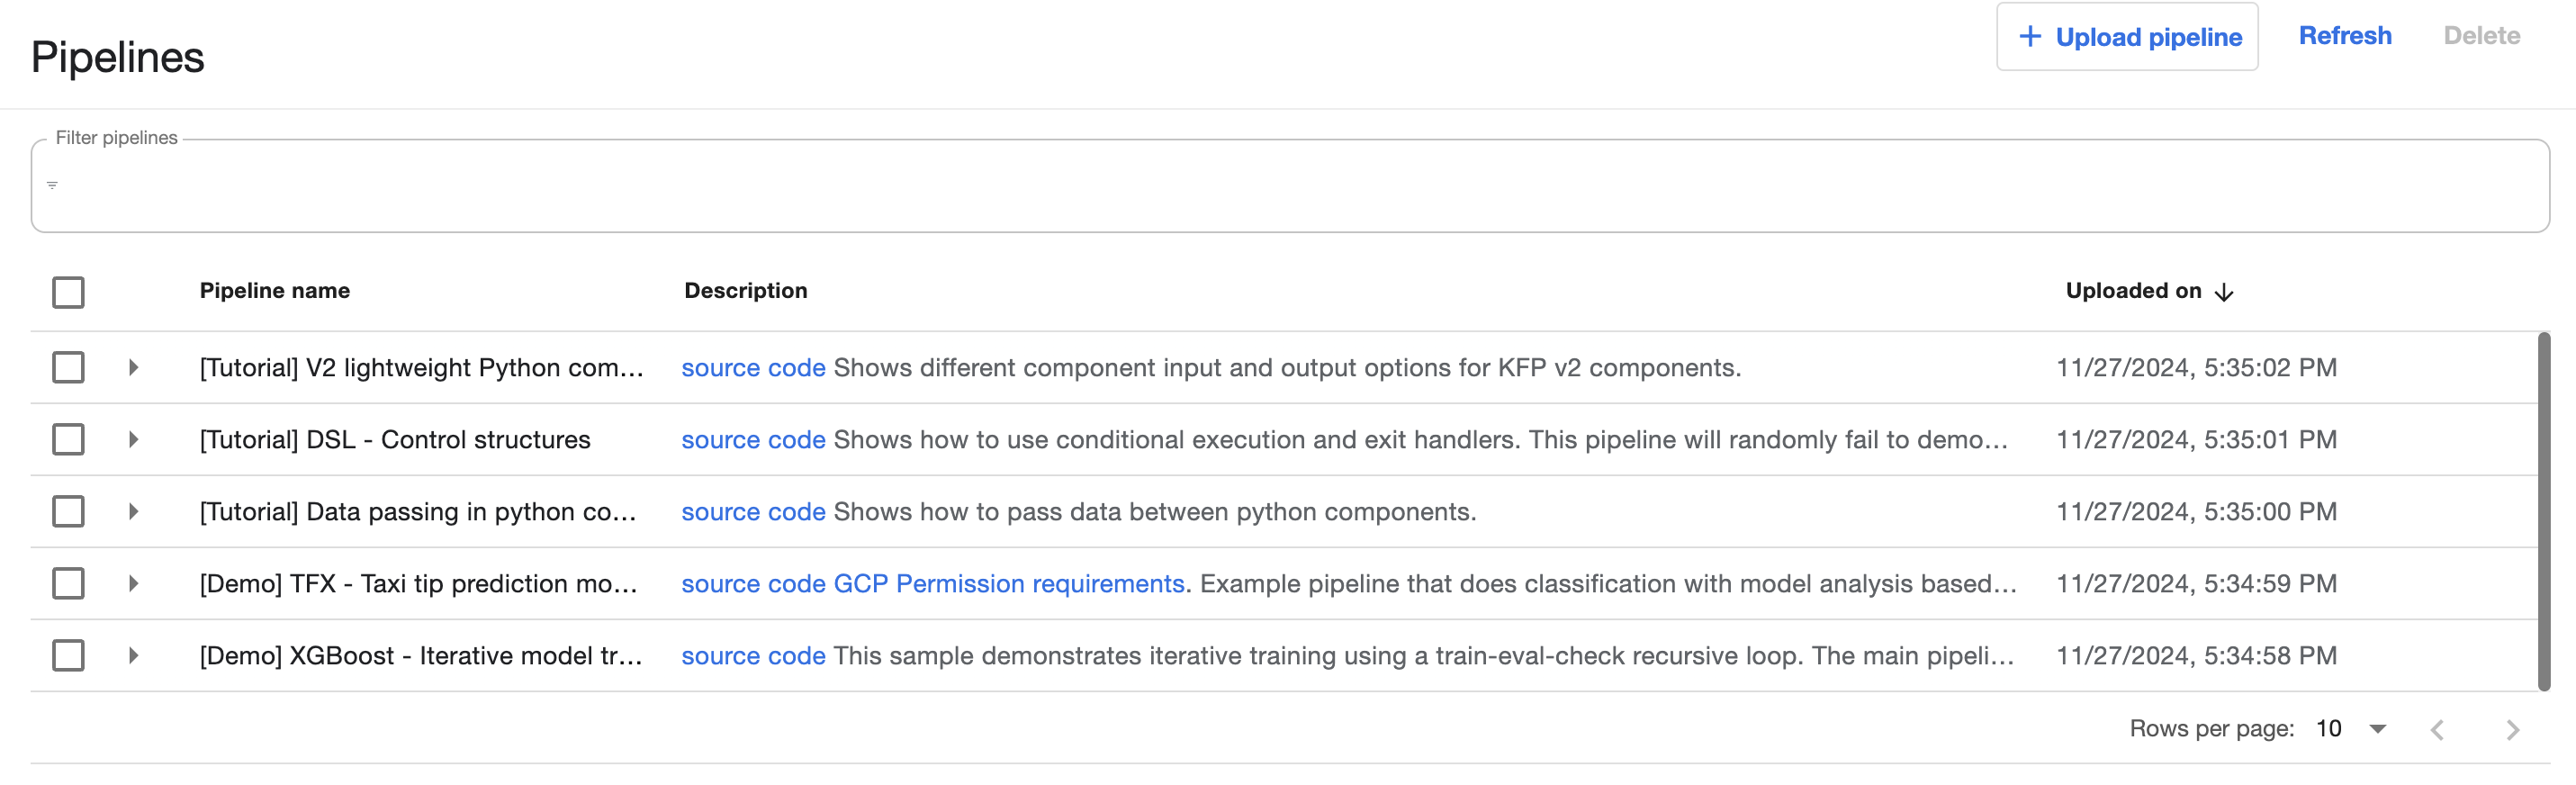 Pipelines
+ Upload pipeline Refresh Delete
Filter pipelines
Pipeline name Description Uploaded on
[Tutorial] V2 lightweight Python com... source code Shows different component input and output options for KFP v2 components. 11/27/2024, 5:35:02 PM
[Tutorial] DSL - Control structures source code Shows how to use conditional execution and exit handlers. This pipeline will randomly fail to demo... 11/27/2024, 5:35:01 PM
[Tutorial] Data passing in python co... source code Shows how to pass data between python components. 11/27/2024, 5:35:00 PM
[Demo] TFX - Taxi tip prediction mo... source code GCP Permission requirements. Example pipeline that does classification with model analysis based... 11/27/2024, 5:34:59 PM
[Demo] XGBoost - Iterative model tr... source code This sample demonstrates iterative training using a train-eval-check recursive loop. The main pipeli... 11/27/2024, 5:34:58 PM
Rows per page: 10